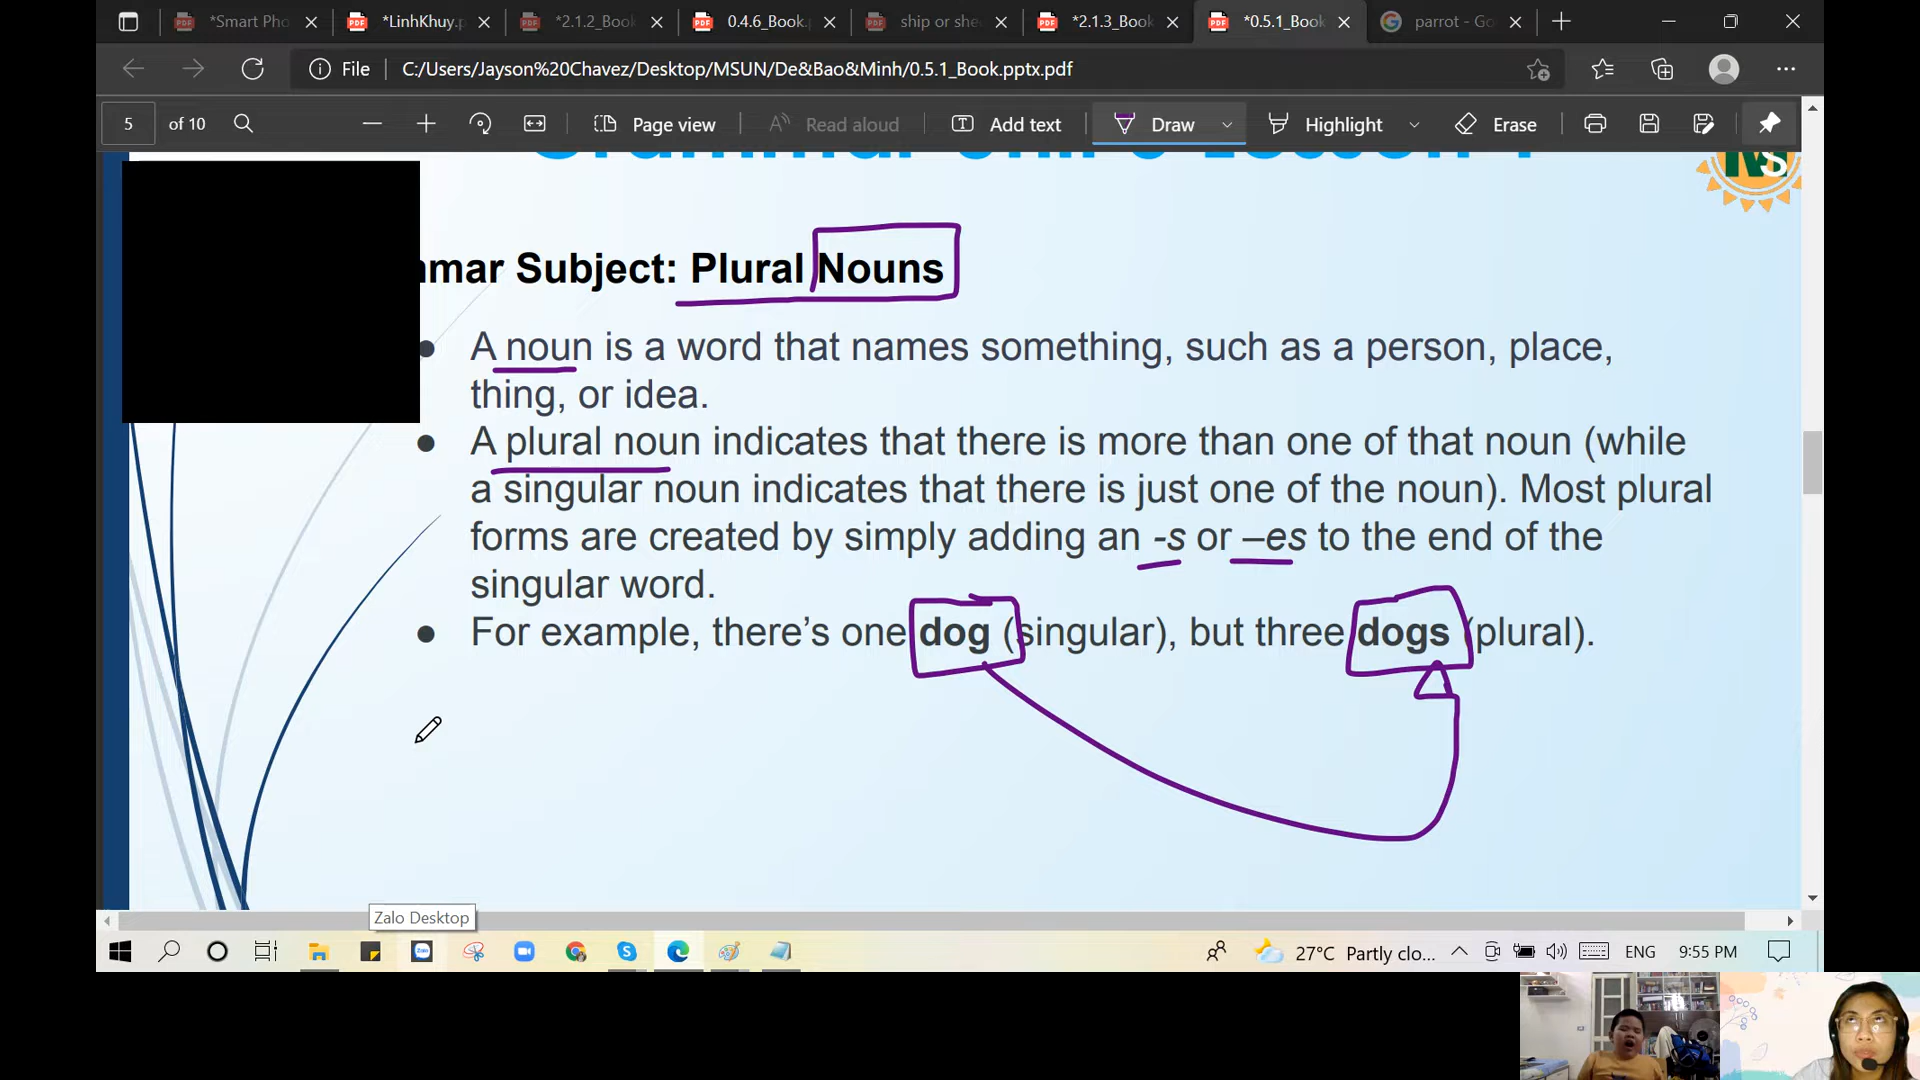 *Smart Pho
*LinkKhuy.p
*2.1.2_Book
0.4.6_Book.p
ship or shee
*2.1.3_Book
*0.5.1_Book
parrot - Go
File
C:/Users/Jayson%20Chavez/Desktop/MSUN/De&Bao&Minh/0.5.1_Book.pptx.pdf
5 of 10
Page view
Read aloud
Add text
Draw
Highlight
Erase
mmar Subject: Plural Nouns
A noun is a word that names something, such as a person, place,
thing, or idea.
A plural noun indicates that there is more than one of that noun (while
a singular noun indicates that there is just one of the noun). Most plural
forms are created by simply adding an -s or –es to the end of the
singular word.
For example, there’s one dog (singular), but three dogs (plural).
Zalo Desktop
27°C Partly clo...
ENG
9:55 PM